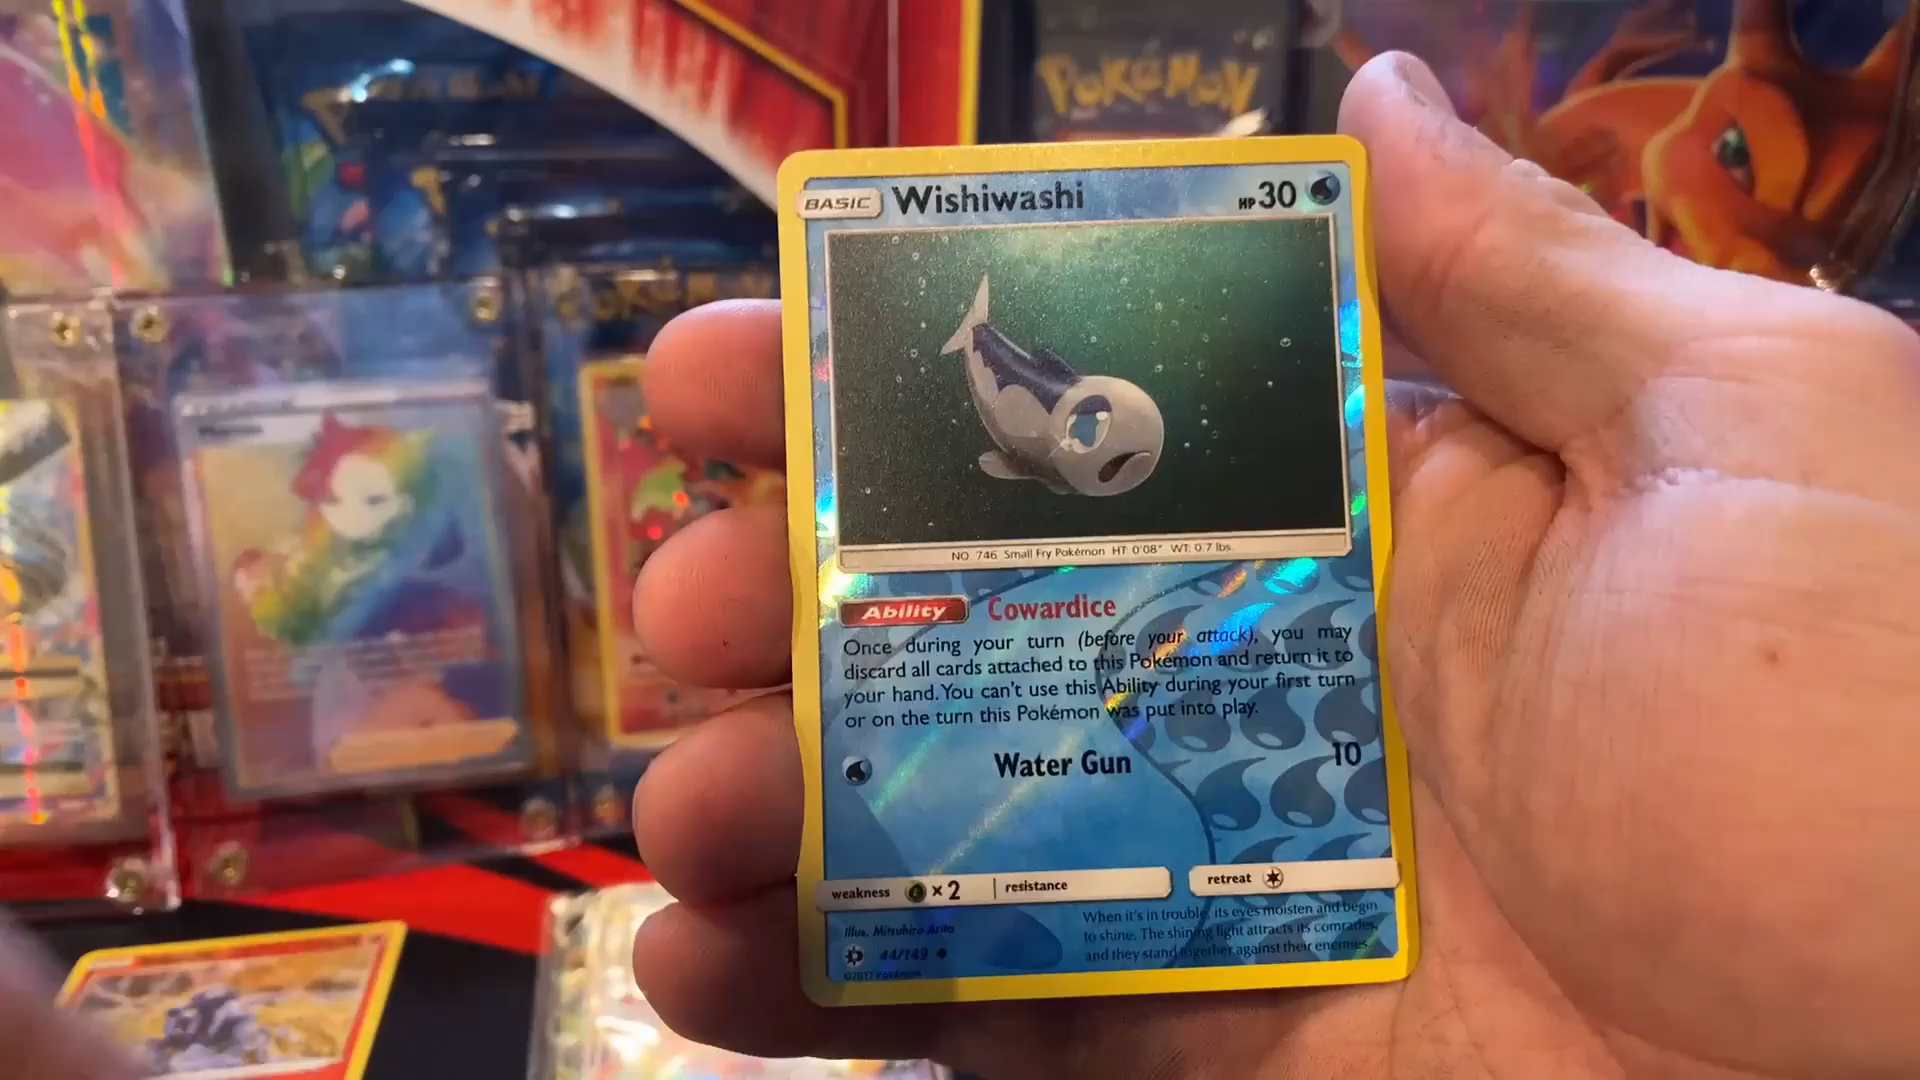 POKéMON
BASIC Wishiwashi HP 30
NO. 746 Small Fry Pokémon HT: 0'08" WT: 0.7 lbs.
Ability Cowardice
Once during your turn (before your attack), you may
discard all cards attached to this Pokémon and return it to
your hand. You can't use this Ability during your first turn
or on the turn this Pokémon was put into play.
Water Gun 10
weakness ×2 resistance retreat
Illus. Mitsuhiro Arita
44/149
©2017 Pokémon
When it's in trouble, its eyes moisten and begin
to shine. The shining light attracts its comrades,
and they stand together against their enemies.